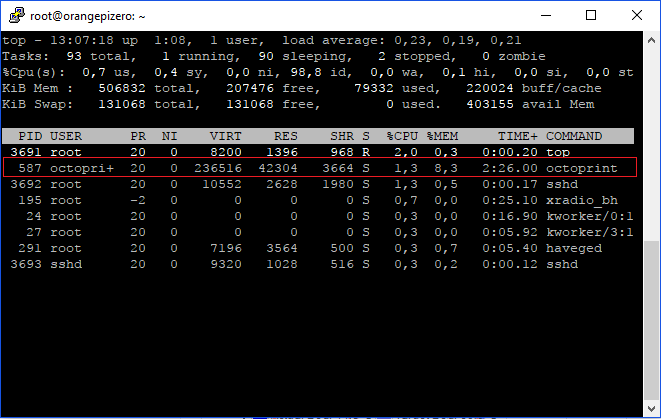 root@orangepizero: ~
top - 13:07:18 up  1:08,  1 user,  load average: 0,23, 0,19, 0,21
Tasks:  93 total,   1 running,  90 sleeping,   2 stopped,   0 zombie
%Cpu(s):  0,7 us,  0,4 sy,  0,0 ni, 98,8 id,  0,0 wa,  0,1 hi,  0,0 si,  0,0 st
KiB Mem :   506832 total,   207476 free,    79332 used,   220024 buff/cache
KiB Swap:   131068 total,   131068 free,        0 used.   403155 avail Mem
PID USER      PR  NI    VIRT    RES    SHR S  %CPU %MEM     TIME+ COMMAND
3691 root      20   0    8200   1396    968 R   2,0  0,3   0:00.20 top
587 octopri+  20   0  236516  42304   3664 S   1,3  8,3   2:26.00 octoprint
3692 root      20   0   10552   2628   1980 S   1,3  0,5   0:00.17 sshd
195 root      -2   0       0      0      0 S   0,7  0,0   0:25.10 xradio_bh
24 root      20   0       0      0      0 S   0,3  0,0   0:16.90 kworker/0:1
27 root      20   0       0      0      0 S   0,3  0,0   0:05.92 kworker/3:1
291 root      20   0    7196   3564    500 S   0,3  0,7   0:05.40 haveged
3693 sshd      20   0    9320   1028    516 S   0,3  0,2   0:00.12 sshd